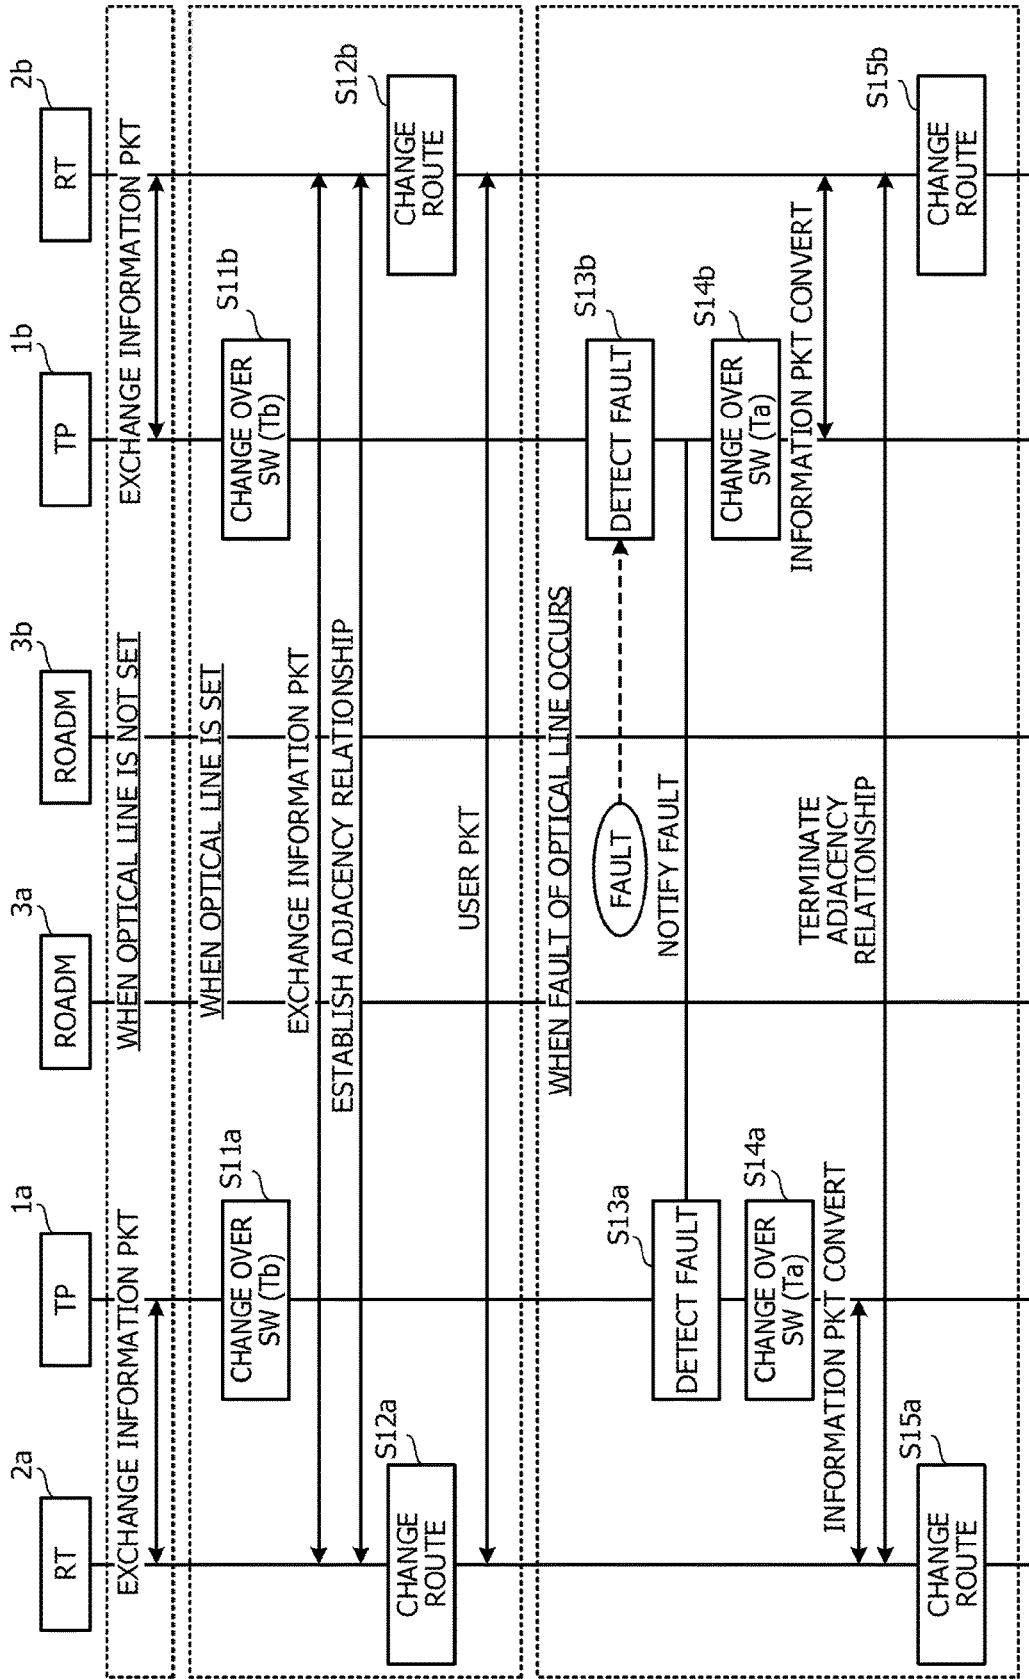 2a
1a
3a
3b
1b
2b
RT
TP
ROADM
ROADM
TP
RT
EXCHANGE INFORMATION PKT
WHEN OPTICAL LINE IS NOT SET
EXCHANGE INFORMATION PKT
WHEN OPTICAL LINE IS SET
S11a
S11b
CHANGE OVER
SW (Tb)
CHANGE OVER
SW (Tb)
EXCHANGE INFORMATION PKT
ESTABLISH ADJACENCY RELATIONSHIP
S12a
S12b
CHANGE
ROUTE
CHANGE
ROUTE
USER PKT
WHEN FAULT OF OPTICAL LINE OCCURS
S13b
FAULT
DETECT FAULT
NOTIFY FAULT
S13a
DETECT FAULT
S14b
CHANGE OVER
SW (Ta)
S14a
CHANGE OVER
SW (Ta)
INFORMATION PKT CONVERT
INFORMATION PKT CONVERT
TERMINATE
ADJACENCY
RELATIONSHIP
S15a
S15b
CHANGE
ROUTE
CHANGE
ROUTE